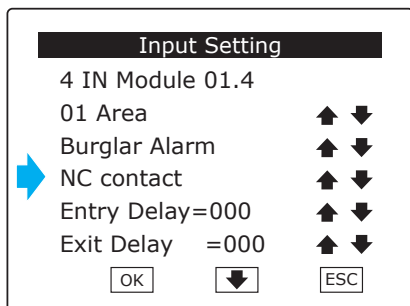 Input Setting
4 IN Module 01.4
01 Area
Burglar Alarm
NC contact
Entry Delay=000
Exit Delay =000
OK ESC